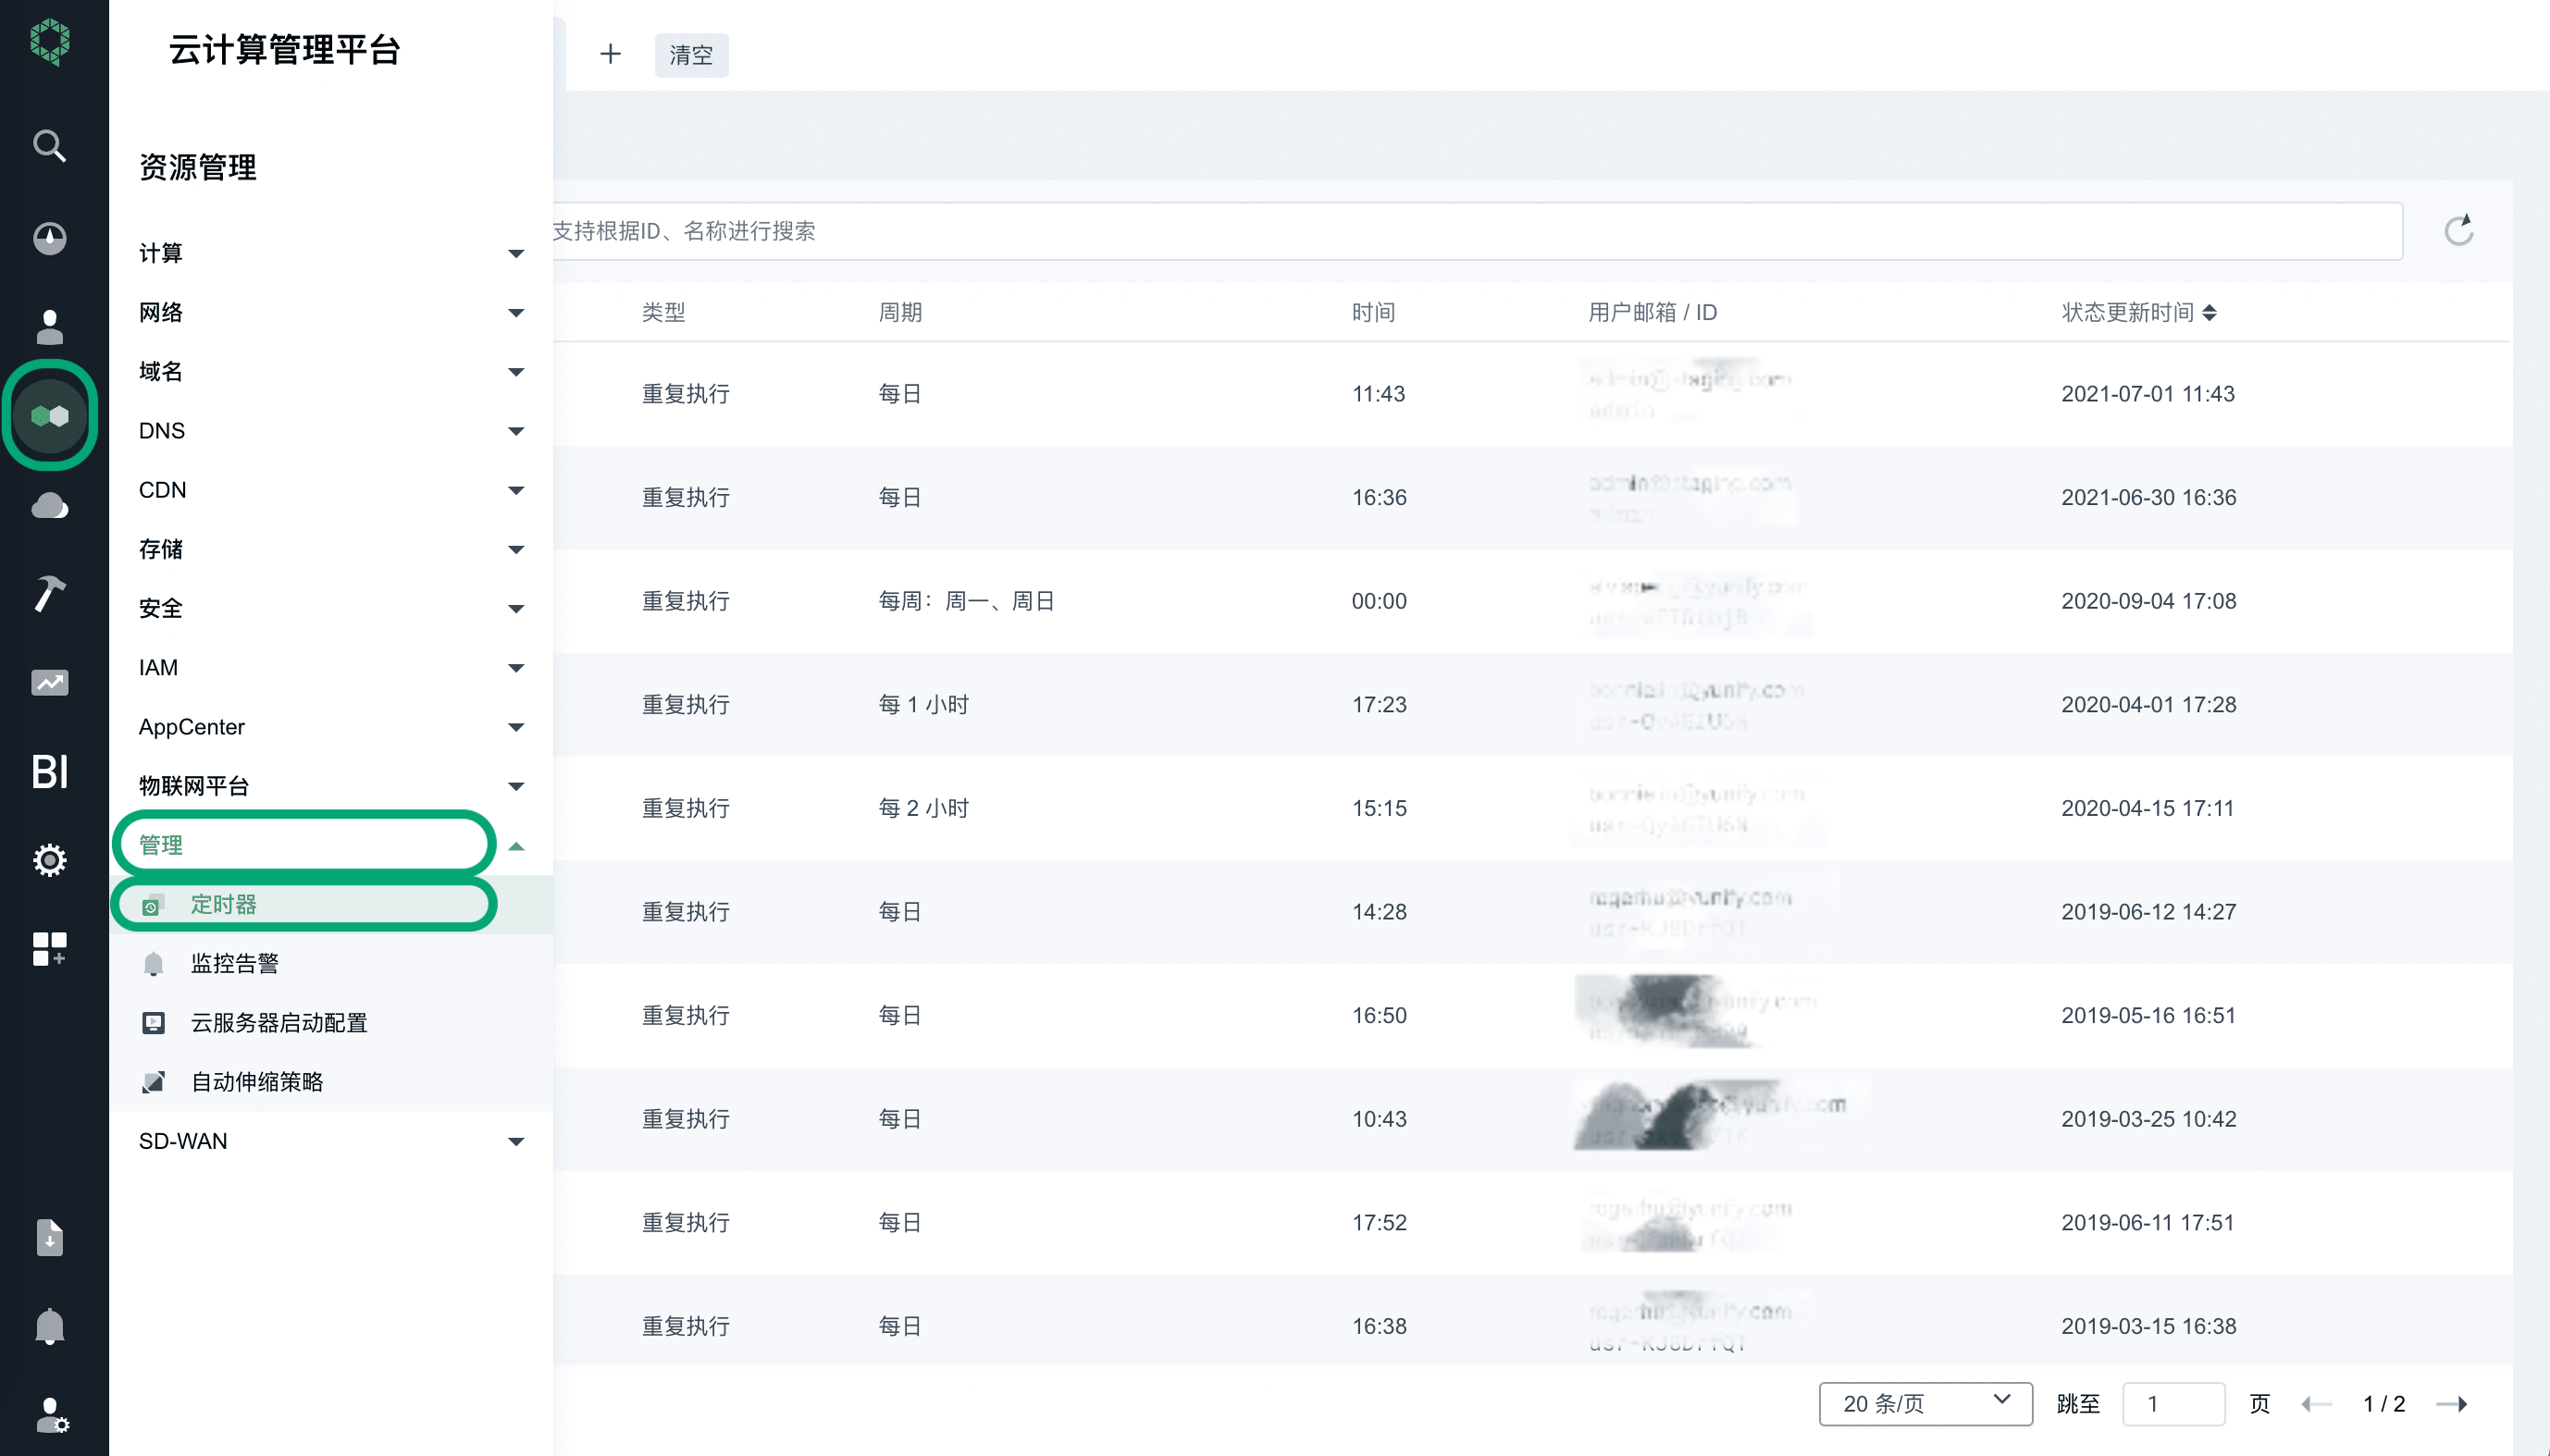 云计算管理平台
清空
资源管理
支持根据ID、名称进行搜索
计算
网络
域名
DNS
CDN
存储
安全
IAM
AppCenter
物联网平台
管理
定时器
监控告警
云服务器启动配置
自动伸缩策略
SD-WAN
BI
类型 周期 时间 用户邮箱 / ID 状态更新时间
重复执行 每日 11:43 2021-07-01 11:43
重复执行 每日 16:36 2021-06-30 16:36
重复执行 每周：周一、周日 00:00 2020-09-04 17:08
重复执行 每 1 小时 17:23 2020-04-01 17:28
重复执行 每 2 小时 15:15 2020-04-15 17:11
重复执行 每日 14:28 2019-06-12 14:27
重复执行 每日 16:50 2019-05-16 16:51
重复执行 每日 10:43 2019-03-25 10:42
重复执行 每日 17:52 2019-06-11 17:51
重复执行 每日 16:38 2019-03-15 16:38
20 条/页 跳至 1 页 1 / 2